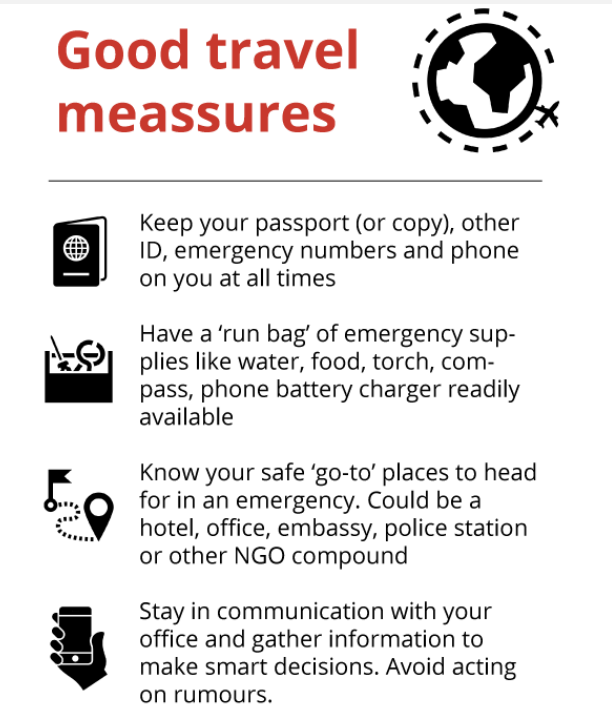 Good travel
meassures
Keep your passport (or copy), other
ID, emergency numbers and phone
on you at all times
Have a ‘run bag’ of emergency sup-
plies like water, food, torch, com-
pass, phone battery charger readily
available
Know your safe ‘go-to’ places to head
for in an emergency. Could be a
hotel, office, embassy, police station
or other NGO compound
Stay in communication with your
office and gather information to
make smart decisions. Avoid acting
on rumours.